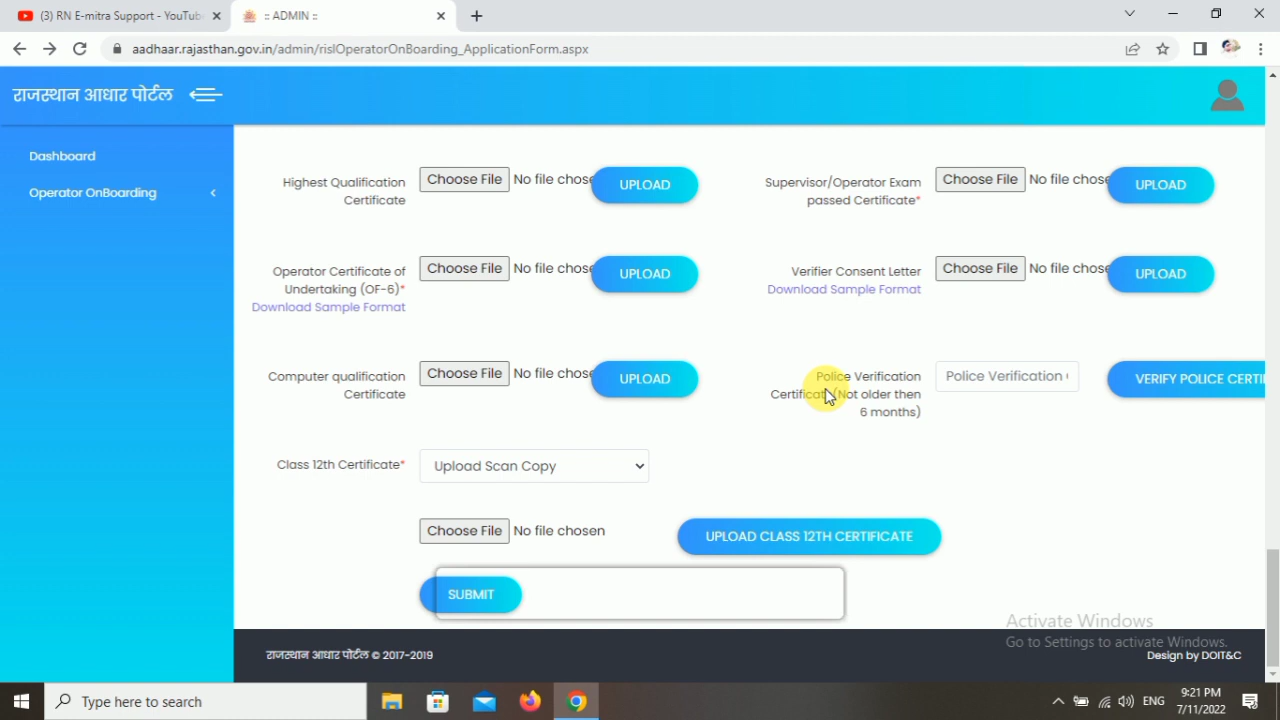 (3) RN E-mitra Support - YouTub
:: ADMIN ::
aadhaar.rajasthan.gov.in/admin/rislOperatorOnBoarding_ApplicationForm.aspx
राजस्थान आधार पोर्टल
Dashboard
Operator OnBoarding
Highest Qualification
Certificate
Choose File No file chose
UPLOAD
Supervisor/Operator Exam
passed Certificate*
Choose File No file chose
UPLOAD
Operator Certificate of
Undertaking (OF-6)*
Download Sample Format
Choose File No file chose
UPLOAD
Verifier Consent Letter
Download Sample Format
Choose File No file chose
UPLOAD
Computer qualification
Certificate
Choose File No file chose
UPLOAD
Police Verification
Certificate(Not older then
6 months)
Police Verification
VERIFY POLICE CERTI
Class 12th Certificate*
Upload Scan Copy
Choose File No file chosen
UPLOAD CLASS 12TH CERTIFICATE
SUBMIT
Activate Windows
Go to Settings to activate Windows.
राजस्थान आधार पोर्टल © 2017-2019
Design by DOIT&C
Type here to search
ENG
9:21 PM
7/11/2022